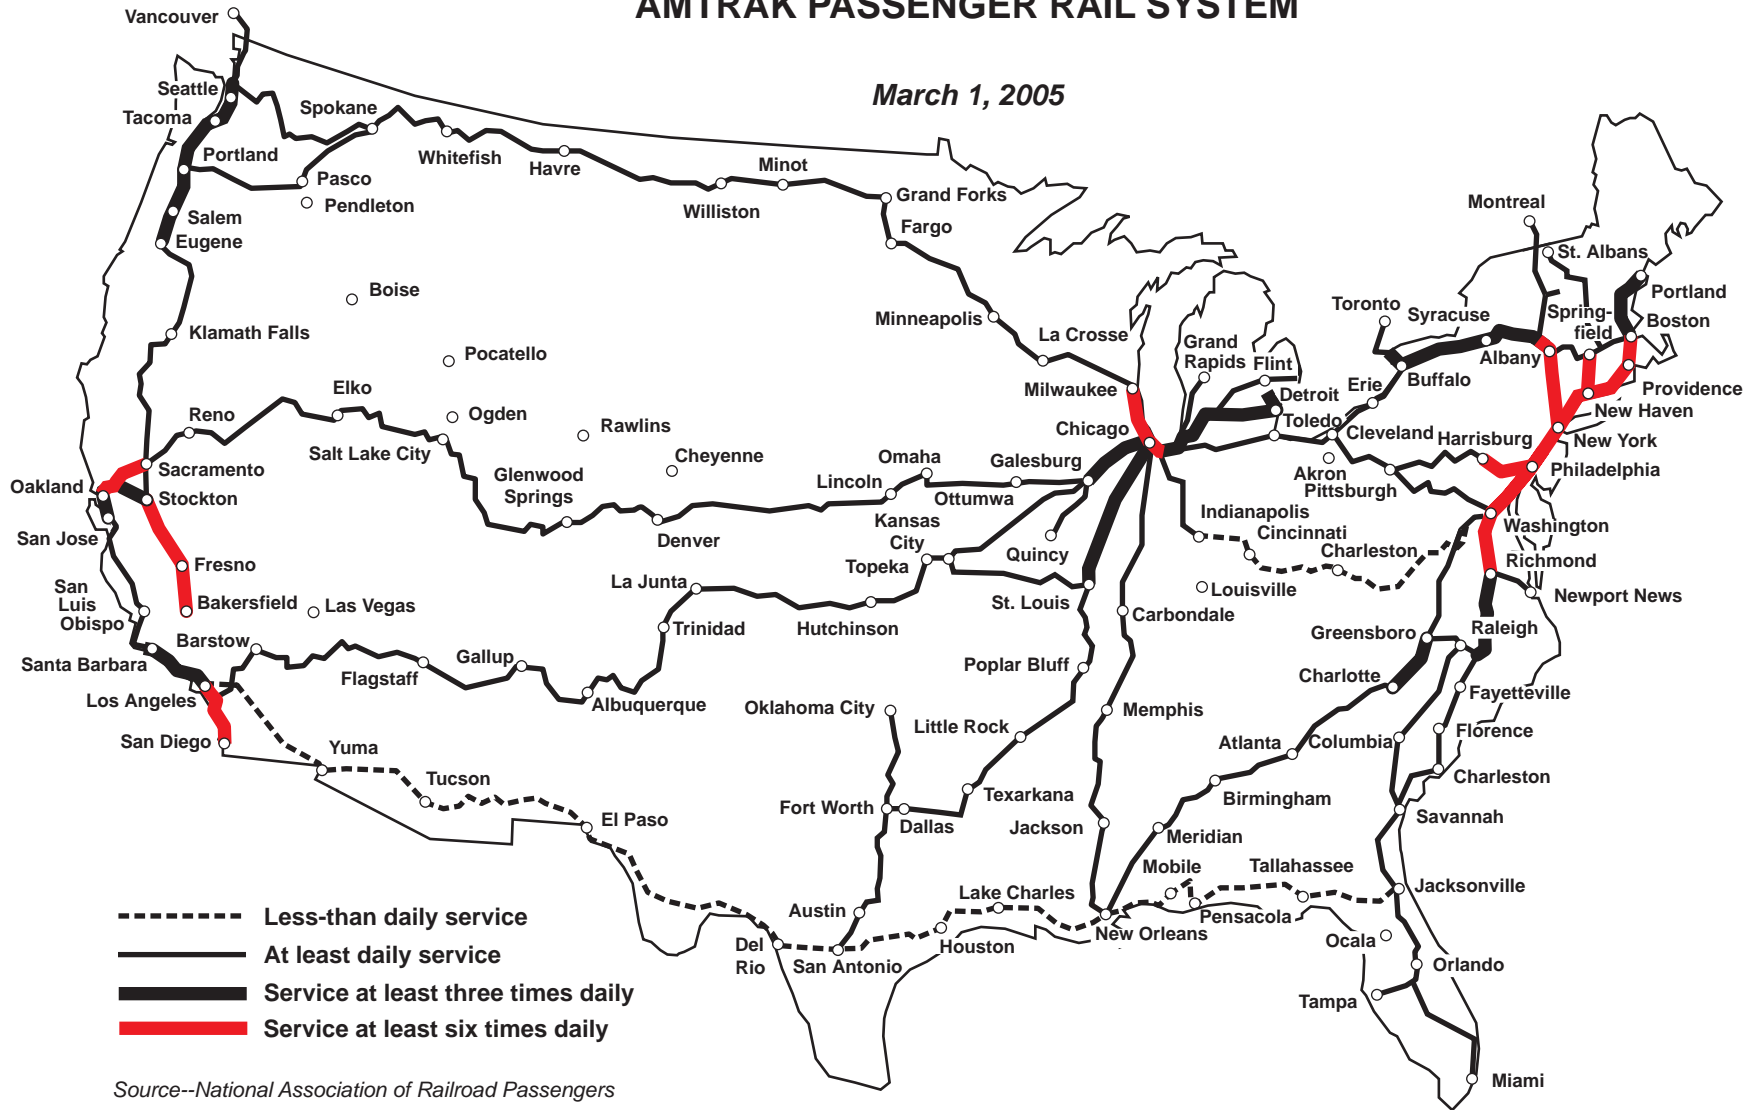 AMTRAK PASSENGER RAIL SYSTEM
March 1, 2005
Vancouver
Seattle
Tacoma
Spokane
Portland
Pasco
Pendleton
Salem
Eugene
Whitefish
Havre
Williston
Minot
Grand Forks
Fargo
Boise
Klamath Falls
Pocatello
Ogden
Elko
Reno
Salt Lake City
Rawlins
Cheyenne
Minneapolis
La Crosse
Milwaukee
Chicago
Grand
Rapids
Flint
Detroit
Toledo
Montreal
St. Albans
Toronto
Syracuse
Spring-
field
Portland
Boston
Albany
Buffalo
Erie
Providence
New Haven
New York
Cleveland
Harrisburg
Akron
Pittsburgh
Philadelphia
Washington
Sacramento
Oakland
Stockton
San Jose
Fresno
Bakersfield
Las Vegas
San
Luis
Obispo
Barstow
Santa Barbara
Los Angeles
San Diego
Glenwood
Springs
Denver
Lincoln
Omaha
Ottumwa
Galesburg
Kansas
City
Topeka
Quincy
St. Louis
La Junta
Trinidad
Hutchinson
Indianapolis
Cincinnati
Charleston
Louisville
Richmond
Newport News
Carbondale
Poplar Bluff
Greensboro
Raleigh
Charlotte
Fayetteville
Florence
Columbia
Charleston
Savannah
Flagstaff
Gallup
Albuquerque
Oklahoma City
Little Rock
Memphis
Atlanta
Birmingham
Yuma
Tucson
El Paso
Fort Worth
Dallas
Texarkana
Jackson
Meridian
Mobile
Tallahassee
Jacksonville
Pensacola
Lake Charles
New Orleans
Austin
Houston
Del
Rio
San Antonio
Ocala
Orlando
Tampa
Miami
Less-than daily service
At least daily service
Service at least three times daily
Service at least six times daily
Source--National Association of Railroad Passengers